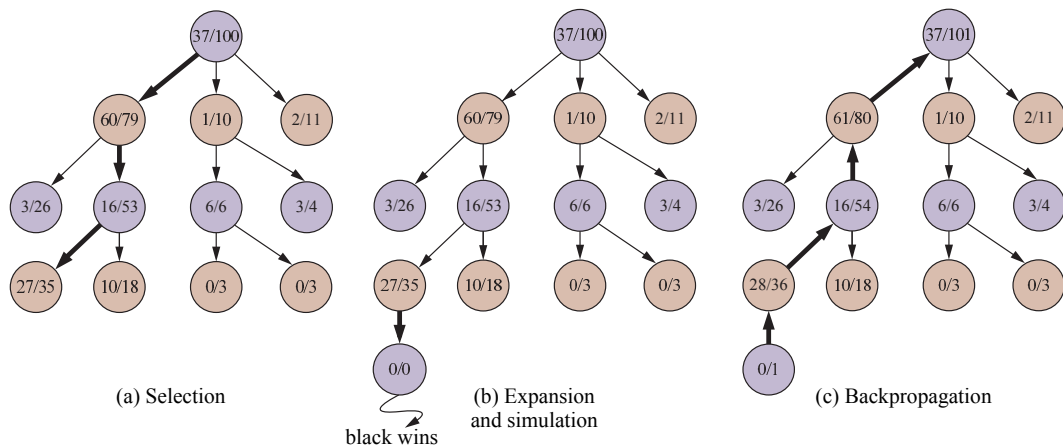 37/100
60/79 1/10 2/11
3/26 16/53 6/6 3/4
27/35 10/18 0/3 0/3
(a) Selection
37/100
60/79 1/10 2/11
3/26 16/53 6/6 3/4
27/35 10/18 0/3 0/3
0/0
black wins
(b) Expansion
and simulation
37/101
61/80 1/10 2/11
3/26 16/54 6/6 3/4
28/36 10/18 0/3 0/3
0/1
(c) Backpropagation